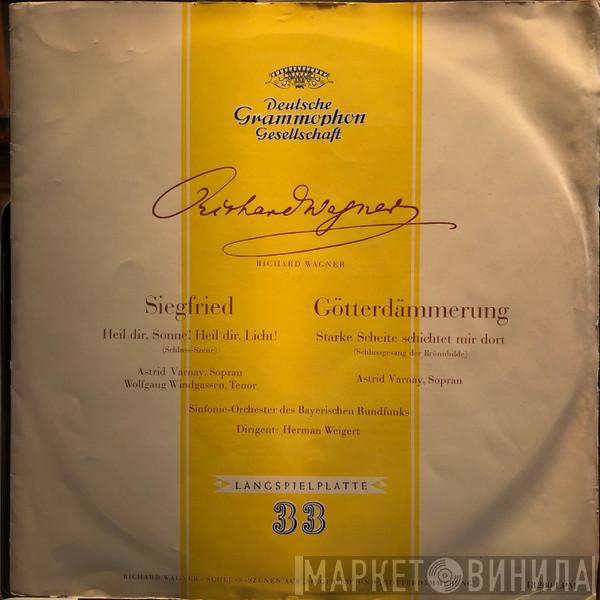 Deutsche
Grammophon
Gesellschaft
Richard Wagner
RICHARD WAGNER
Siegfried
Heil dir, Sonne! Heil dir, Licht!
(Schluss-Szene)
Astrid Varnay, Sopran
Wolfgang Windgassen, Tenor
Götterdämmerung
Starke Scheite schichtet mir dort
(Schlussgesang der Brünnhilde)
Astrid Varnay, Sopran
Sinfonie-Orchester des Bayerischen Rundfunks
Dirigent: Herman Weigert
LANGSPIELPLATTE
33
RICHARD WAGNER · SCHLUSS-SZENEN AUS
МАРКЕТ ВИНИЛА